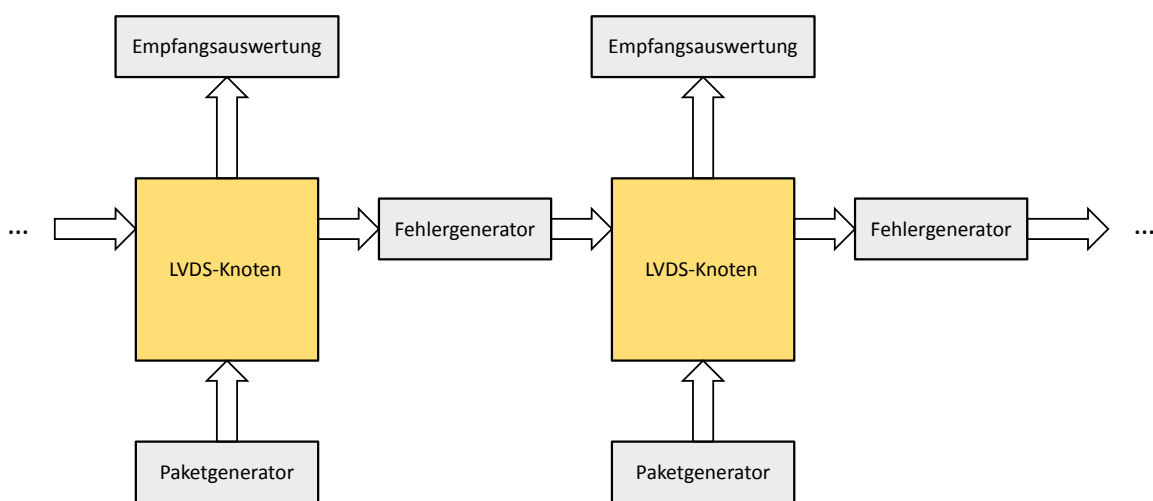 Empfangsauswertung
Empfangsauswertung
...
Fehlergenerator
Fehlergenerator
...
LVDS-Knoten
LVDS-Knoten
Paketgenerator
Paketgenerator